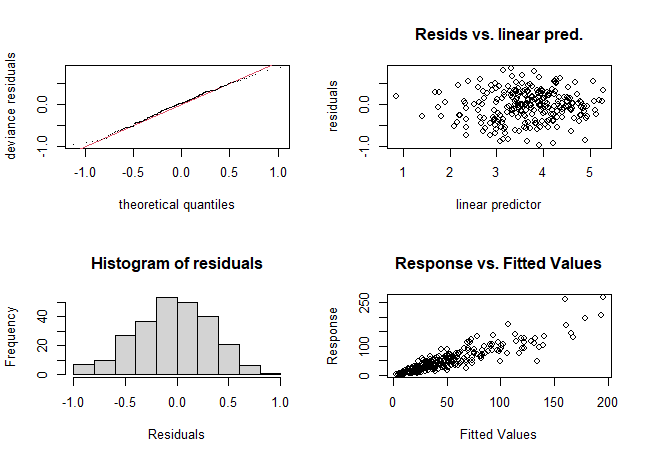 deviance residuals
0.0
-1.0
-1.0 -0.5 0.0 0.5 1.0
theoretical quantiles
Resids vs. linear pred.
residuals
0.0
-1.0
1 2 3 4 5
linear predictor
Histogram of residuals
Frequency
40
20
0
-1.0 -0.5 0.0 0.5 1.0
Residuals
Response vs. Fitted Values
Response
250
100
0
0 50 100 150 200
Fitted Values